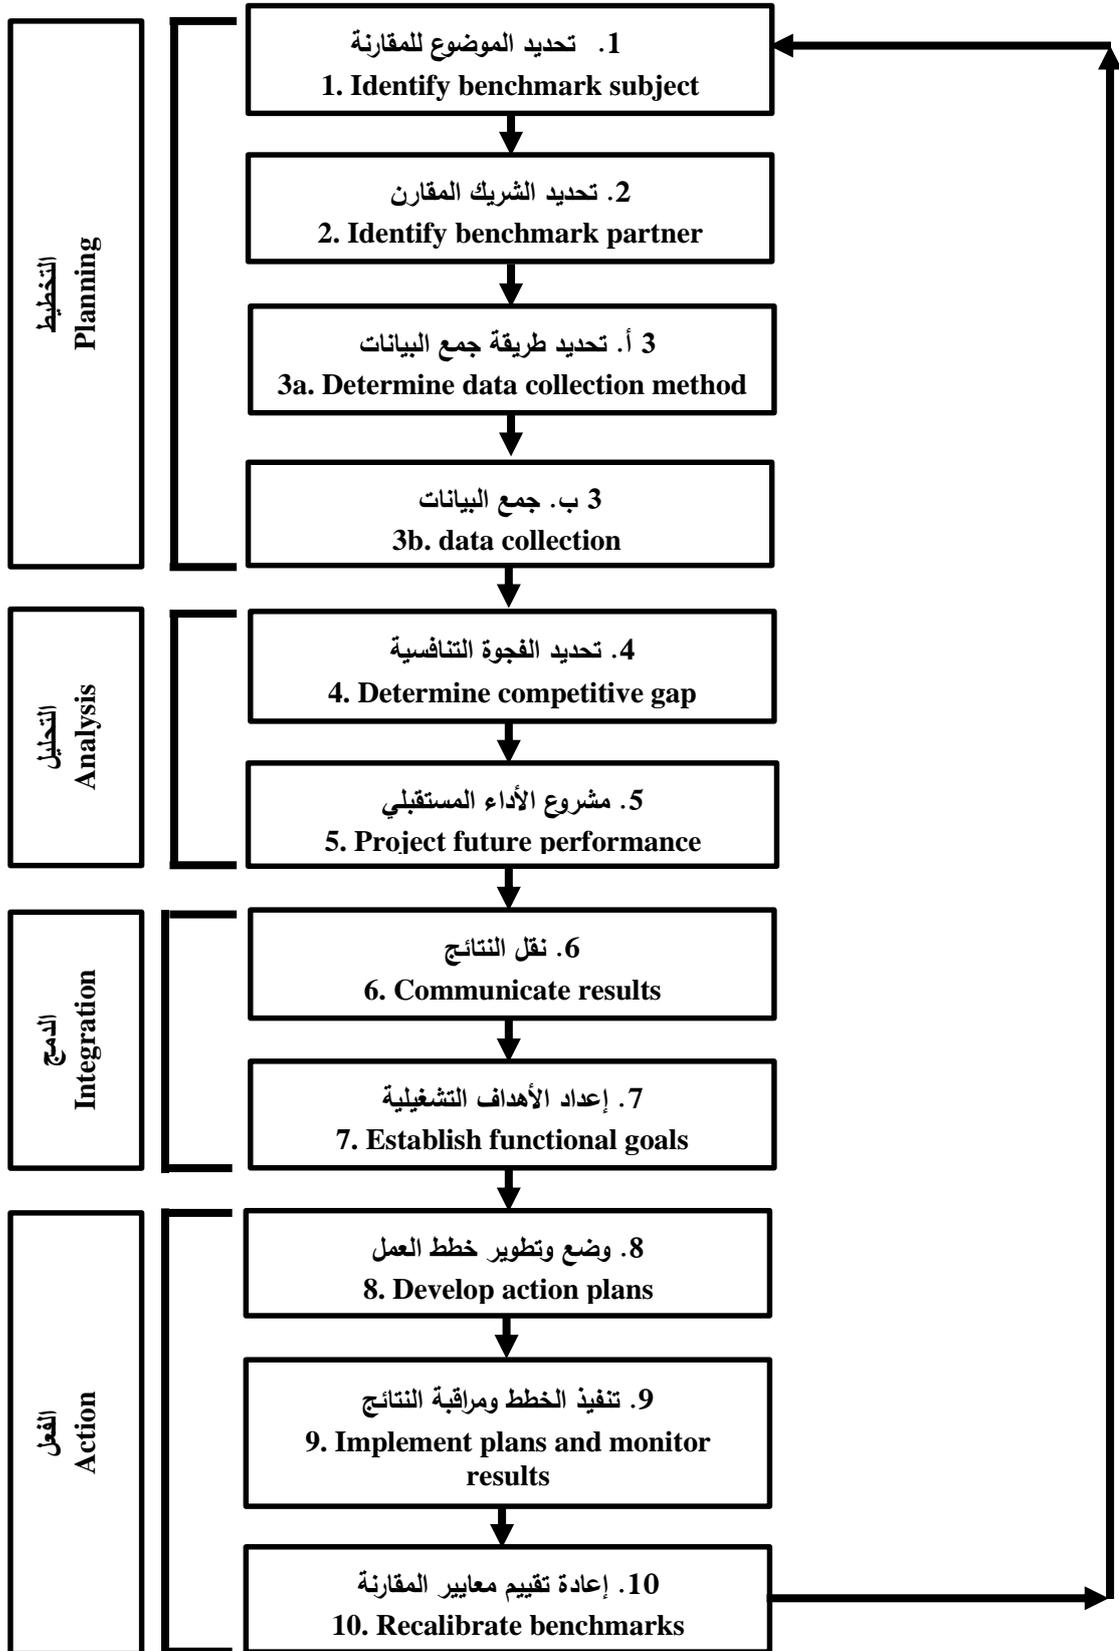 1. تحديد الموضوع للمقارنة
1. Identify benchmark subject
2. تحديد الشريك المقارن
2. Identify benchmark partner
3 أ. تحديد طريقة جمع البيانات
3a. Determine data collection method
3 ب. جمع البيانات
3b. data collection
التخطيط
Planning
4. تحديد الفجوة التنافسية
4. Determine competitive gap
5. مشروع الأداء المستقبلي
5. Project future performance
التحليل
Analysis
6. نقل النتائج
6. Communicate results
7. إعداد الأهداف التشغيلية
7. Establish functional goals
الدمج
Integration
8. وضع وتطوير خطط العمل
8. Develop action plans
9. تنفيذ الخطط ومراقبة النتائج
9. Implement plans and monitor
results
10. إعادة تقييم معايير المقارنة
10. Recalibrate benchmarks
الفعل
Action